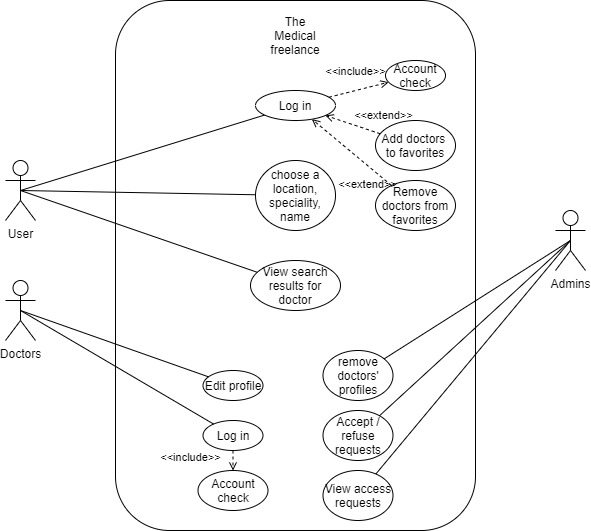 The
Medical
freelance
<<include>>
Account
check
Log in
<<extend>>
Add doctors
to favorites
choose a
location,
speciality,
name
<<extend>>
Remove
doctors from
favorites
User
View search
results for
doctor
Admins
Doctors
Edit profile
remove
doctors'
profiles
Log in
Accept /
refuse
requests
<<include>>
Account
check
View access
requests